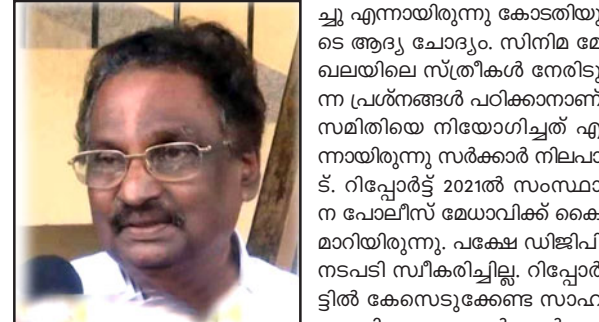 ച്ചു എന്നായിരുന്നു കോടതിയു
ടെ ആദ്യ ചോദ്യം. സിനിമ മേ
ഖലയിലെ സ്ത്രീകൾ നേരിടു
ന്ന പ്രശ്നങ്ങൾ പഠിക്കാനാണ്
സമിതിയെ നിയോഗിച്ചത് എ
ന്നായിരുന്നു സർക്കാർ നിലപാ
ട്. റിപ്പോർട്ട് 2021ൽ സംസ്ഥാ
ന പോലീസ് മേധാവിക്ക് കൈ
മാറിയിരുന്നു. പക്ഷേ ഡിജിപി
നടപടി സ്വീകരിച്ചില്ല. റിപ്പോർ
ട്ടിൽ കേസെടുക്കേണ്ട സാഹ